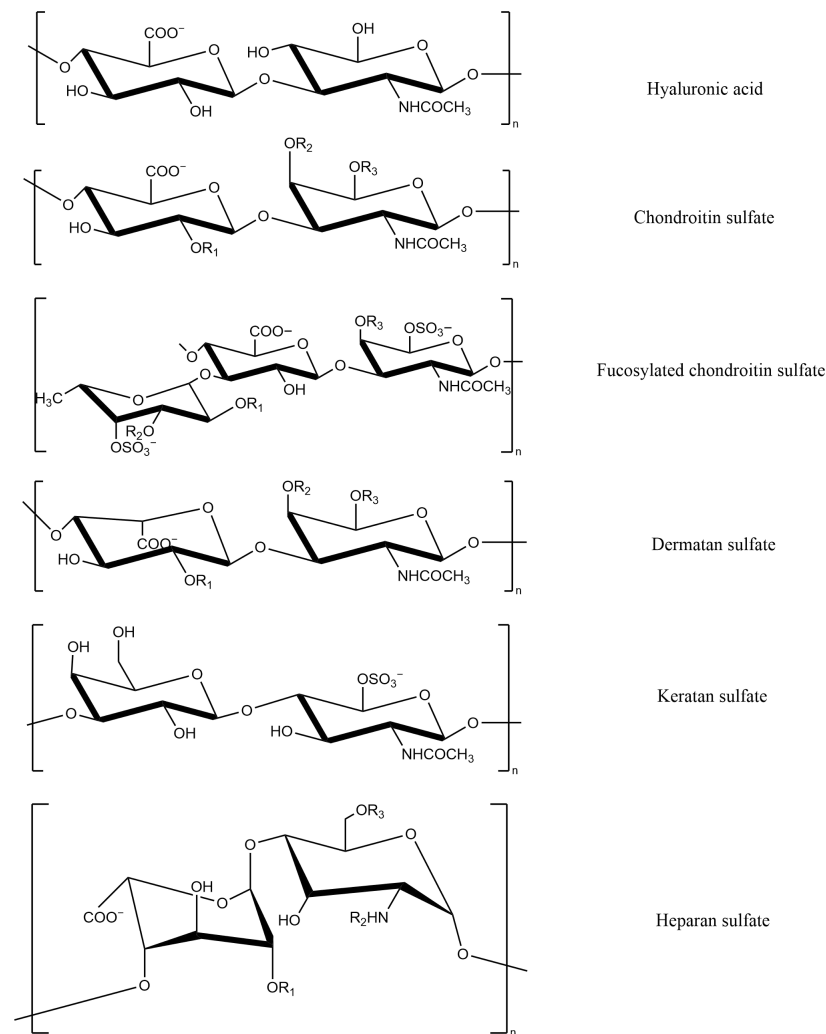 COO⁻
OH
O
HO
O
O
HO
O
O
OH
NHCOCH₃
n
Hyaluronic acid
OR₂
COO⁻
OR₃
O
O
O
HO
O
O
OR₁
NHCOCH₃
n
Chondroitin sulfate
COO⁻
OR₃
OSO₃⁻
O
O
O
O
O
O
OH
NHCOCH₃
H₃C
O
OR₁
R₂O
OSO₃⁻
n
Fucosylated chondroitin sulfate
OR₂
OR₃
O
O
O
COO⁻
HO
O
O
OR₁
NHCOCH₃
n
Dermatan sulfate
OH
OH
O
OSO₃⁻
O
O
O
O
OH
HO
NHCOCH₃
n
Keratan sulfate
OR₃
O
O
OH
O
COO⁻
HO
R₂HN
O
O
OR₁
n
Heparan sulfate